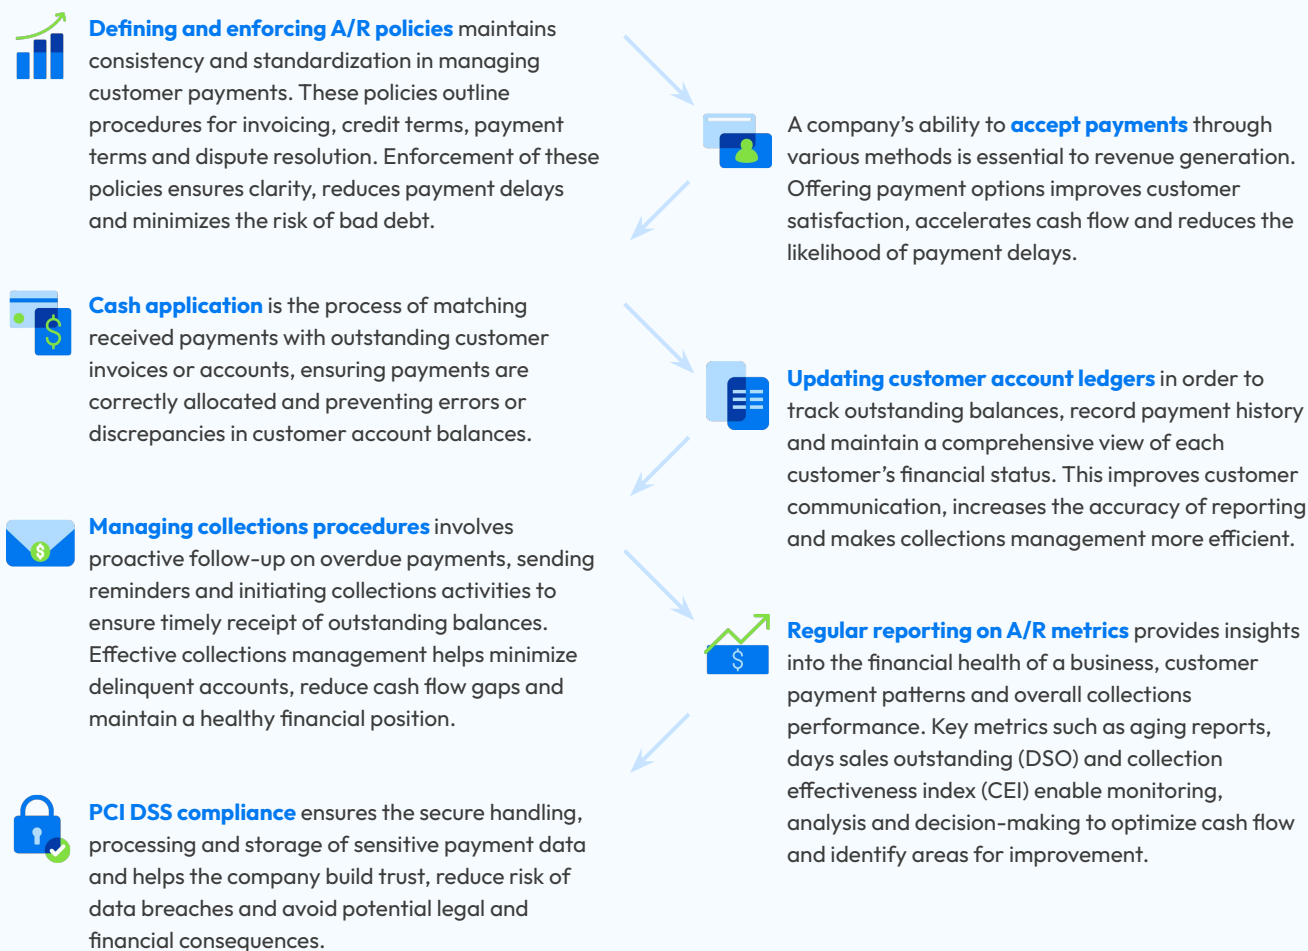 Defining and enforcing A/R policies maintains
consistency and standardization in managing
customer payments. These policies outline
procedures for invoicing, credit terms, payment
terms and dispute resolution. Enforcement of these
policies ensures clarity, reduces payment delays
and minimizes the risk of bad debt.
A company’s ability to accept payments through
various methods is essential to revenue generation.
Offering payment options improves customer
satisfaction, accelerates cash flow and reduces the
likelihood of payment delays.
Cash application is the process of matching
received payments with outstanding customer
invoices or accounts, ensuring payments are
correctly allocated and preventing errors or
discrepancies in customer account balances.
Updating customer account ledgers in order to
track outstanding balances, record payment history
and maintain a comprehensive view of each
customer’s financial status. This improves customer
communication, increases the accuracy of reporting
and makes collections management more efficient.
Managing collections procedures involves
proactive follow-up on overdue payments, sending
reminders and initiating collections activities to
ensure timely receipt of outstanding balances.
Effective collections management helps minimize
delinquent accounts, reduce cash flow gaps and
maintain a healthy financial position.
Regular reporting on A/R metrics provides insights
into the financial health of a business, customer
payment patterns and overall collections
performance. Key metrics such as aging reports,
days sales outstanding (DSO) and collection
effectiveness index (CEI) enable monitoring,
analysis and decision-making to optimize cash flow
and identify areas for improvement.
PCI DSS compliance ensures the secure handling,
processing and storage of sensitive payment data
and helps the company build trust, reduce risk of
data breaches and avoid potential legal and
financial consequences.